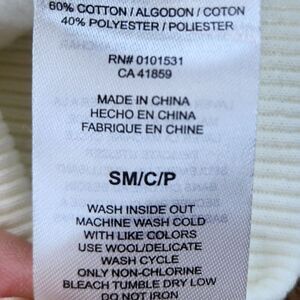 60% COTTON / ALGODON / COTON
40% POLYESTER / POLIESTER
RN# 0101531
CA 41859
MADE IN CHINA
HECHO EN CHINA
FABRIQUE EN CHINE
SM/C/P
WASH INSIDE OUT
MACHINE WASH COLD
WITH LIKE COLORS
USE WOOL/DELICATE
WASH CYCLE
ONLY NON-CHLORINE
BLEACH TUMBLE DRY LOW
DO NOT IRON